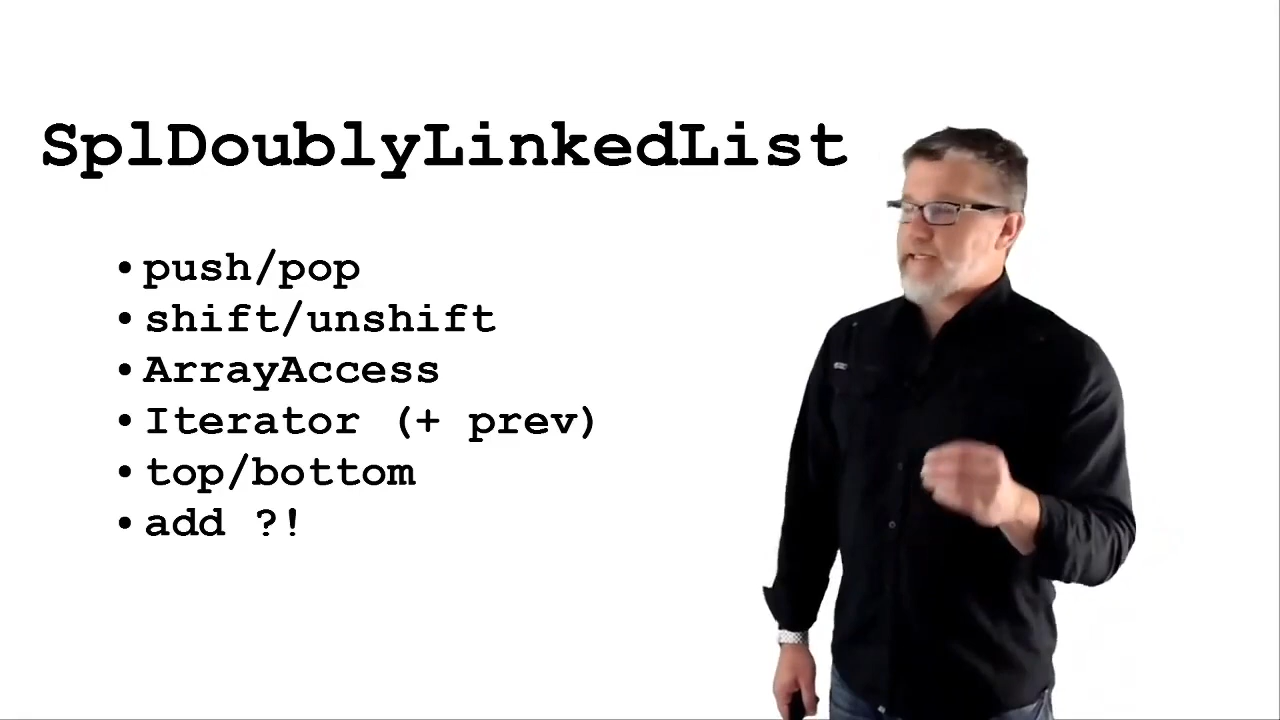 SplDoublyLinkedList
• push/pop
• shift/unshift
• ArrayAccess
• Iterator (+ prev)
• top/bottom
• add ?!